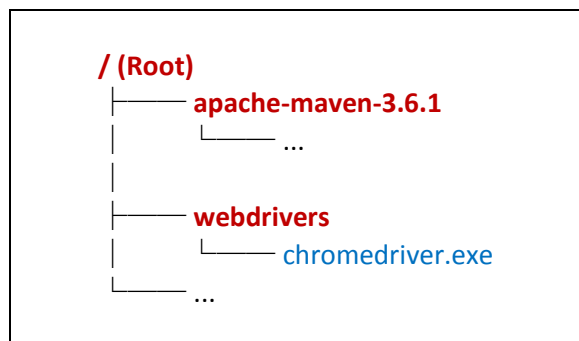 / (Root)
apache-maven-3.6.1
...
webdrivers
chromedriver.exe
...